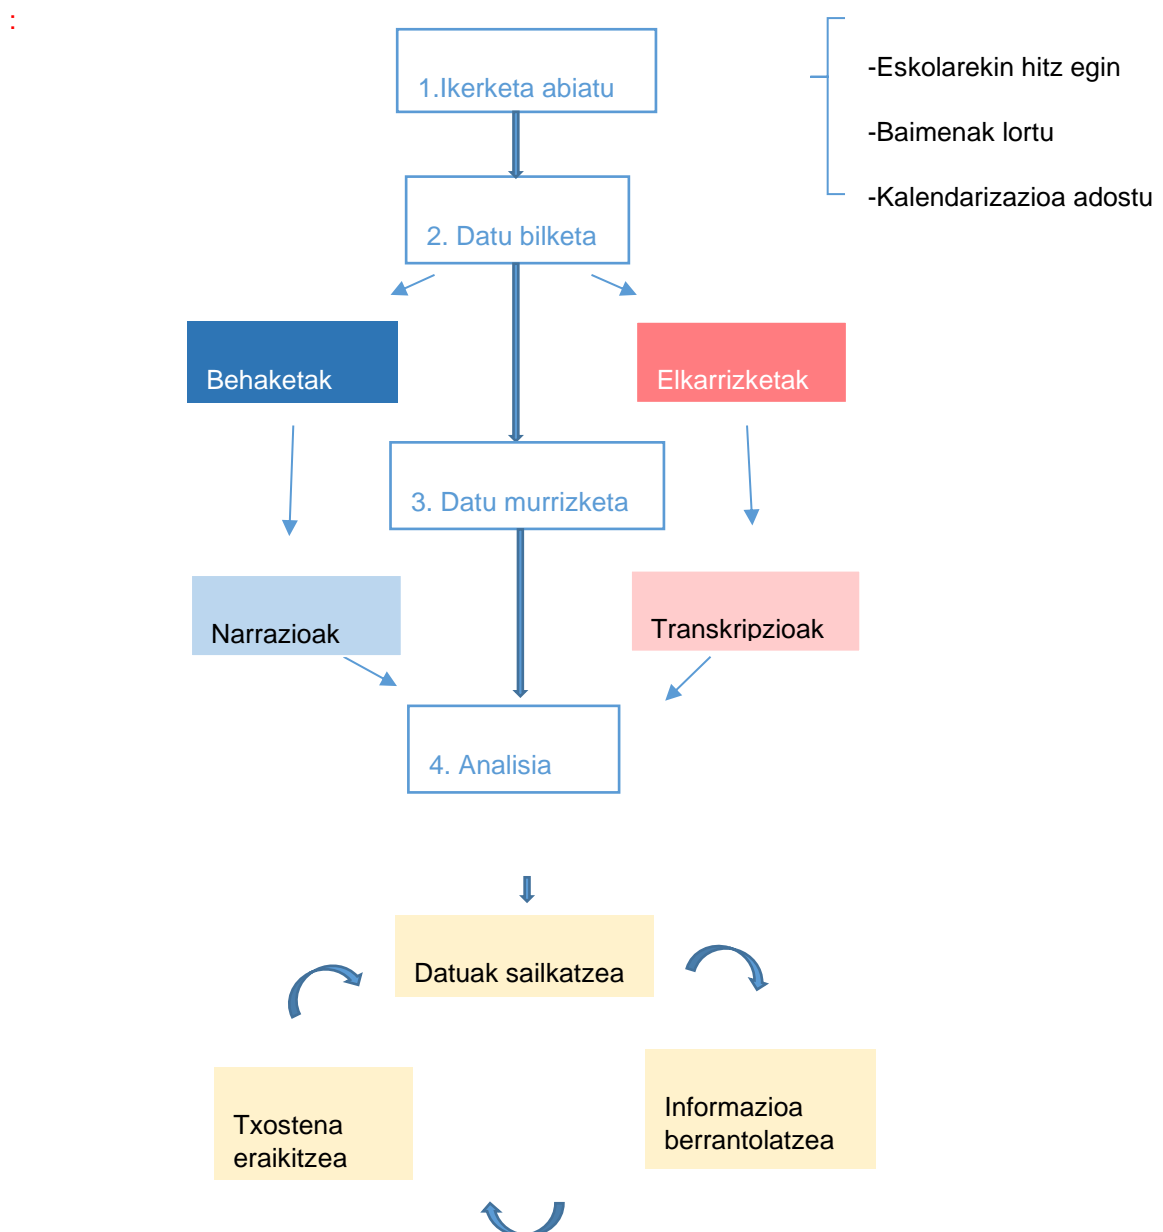 :
1.Ikerketa abiatu
-Eskolarekin hitz egin
-Baimenak lortu
-Kalendarizazioa adostu
2. Datu bilketa
Behaketak
Elkarrizketak
3. Datu murrizketa
Narrazioak
Transkripzioak
4. Analisia
Datuak sailkatzea
Informazioa
berrantolatzea
Txostena
eraikitzea